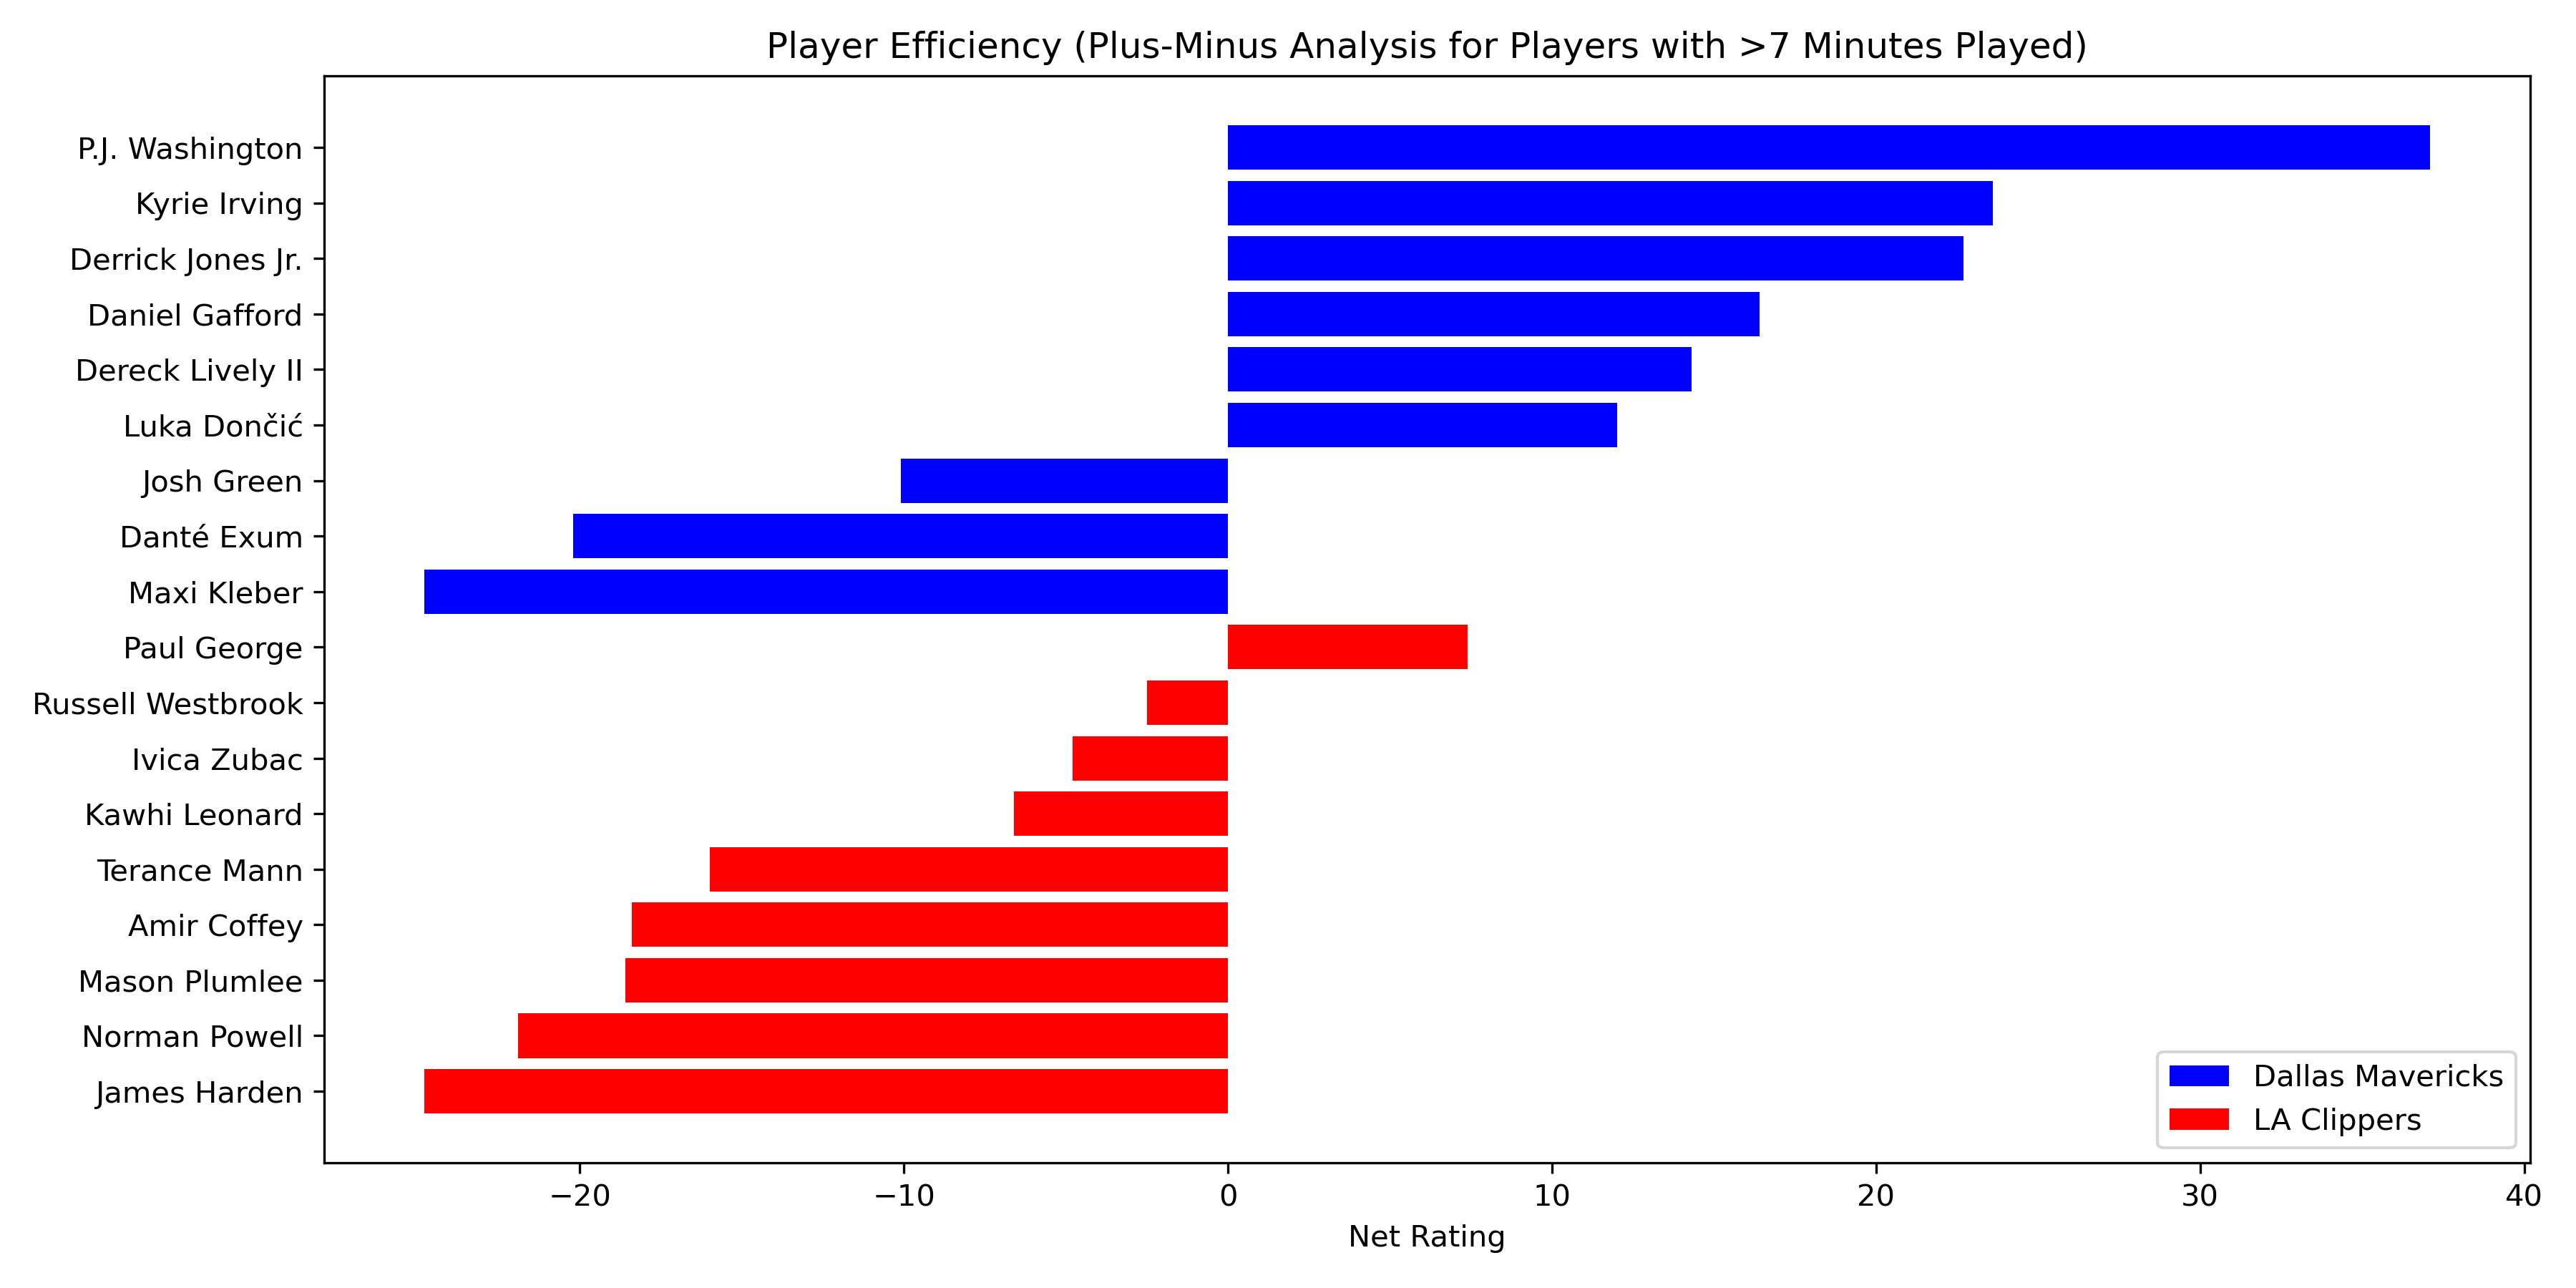 Player Efficiency (Plus-Minus Analysis for Players with >7 Minutes Played)
P.J. Washington
Kyrie Irving
Derrick Jones Jr.
Daniel Gafford
Dereck Lively II
Luka Dončić
Josh Green
Danté Exum
Maxi Kleber
Paul George
Russell Westbrook
Ivica Zubac
Kawhi Leonard
Terance Mann
Amir Coffey
Mason Plumlee
Norman Powell
James Harden
Dallas Mavericks
LA Clippers
−20 −10 0 10 20 30 40
Net Rating